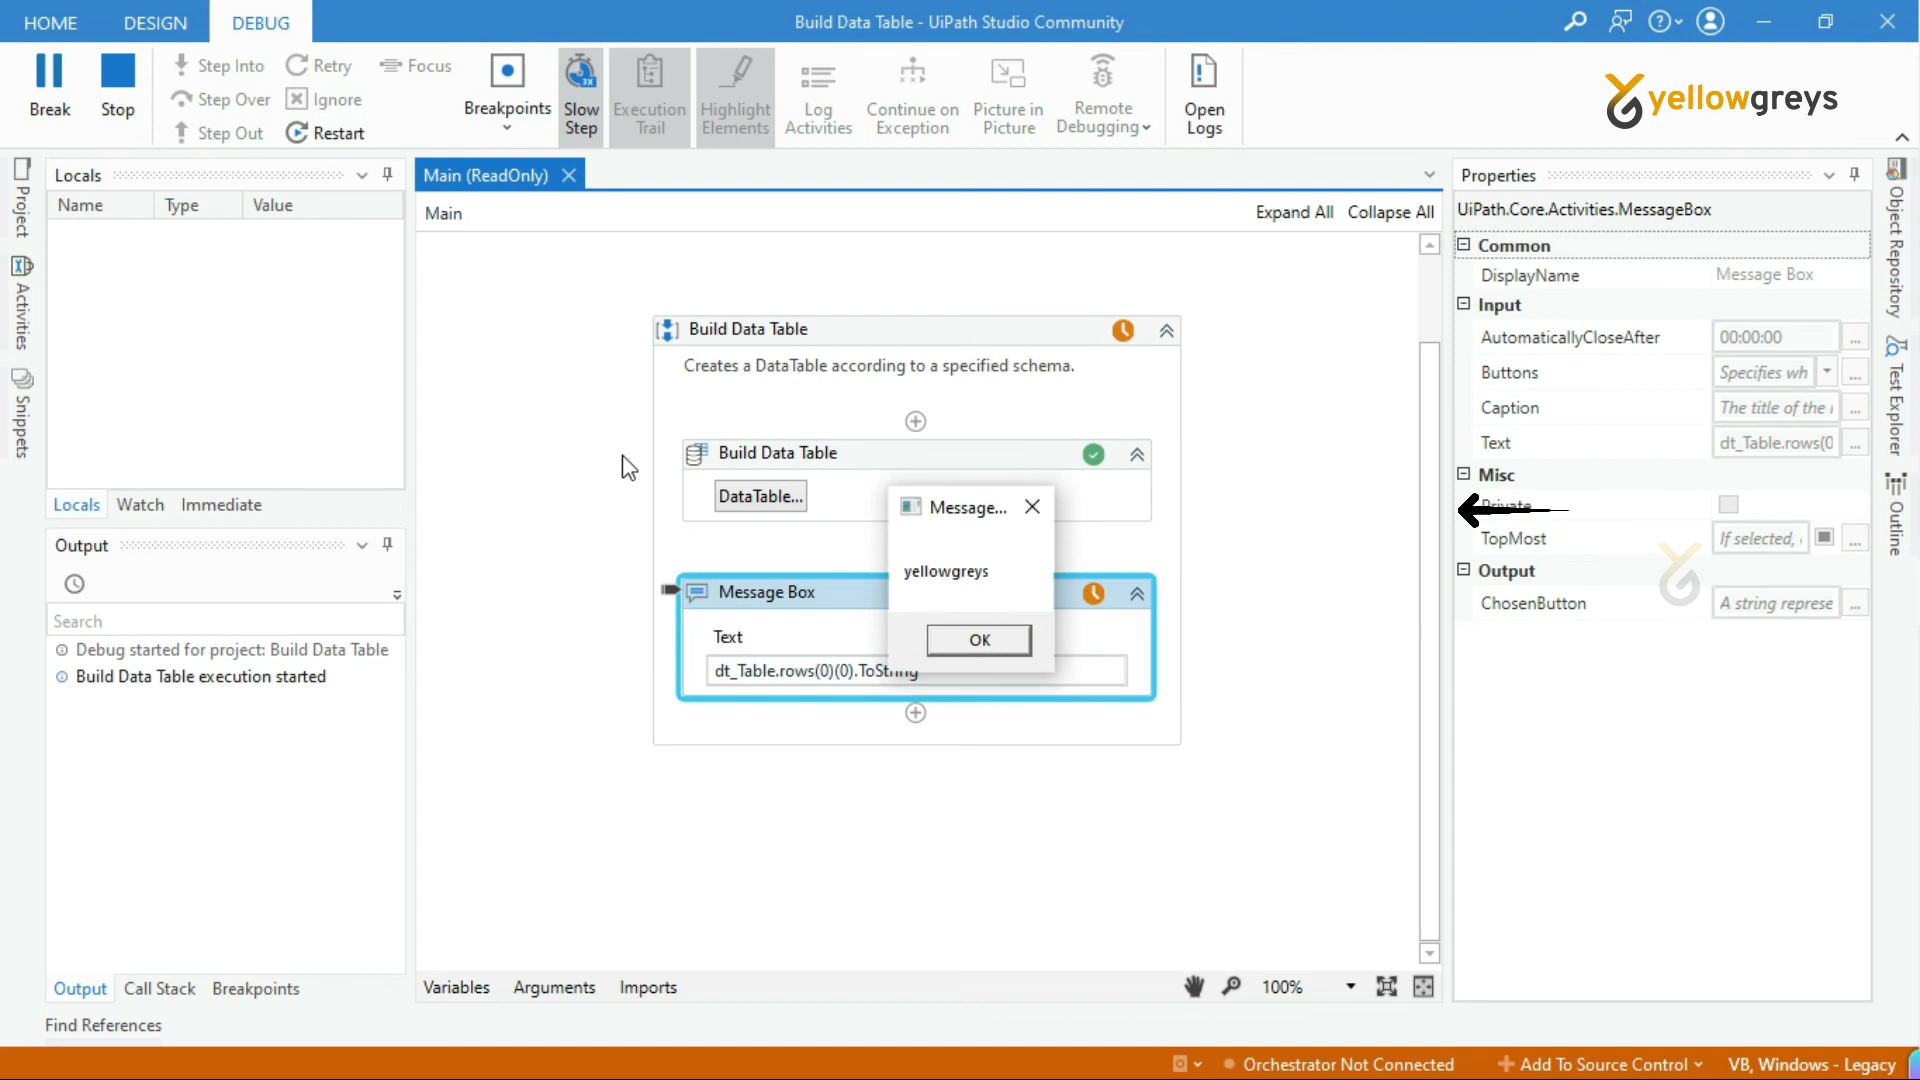 HOME DESIGN DEBUG
Build Data Table - UiPath Studio Community
Break
Stop
Step Into
Step Over
Step Out
Retry
Ignore
Restart
Focus
Breakpoints
Slow
Step
Execution
Trail
Highlight
Elements
Log
Activities
Continue on
Exception
Picture in
Picture
Remote
Debugging
Open
Logs
yellowgreys
Project
Activities
Snippets
Locals
Name Type Value
Locals Watch Immediate
Output
Search
Debug started for project: Build Data Table
Build Data Table execution started
Output Call Stack Breakpoints
Find References
Main (ReadOnly)
Main
Expand All Collapse All
Build Data Table
Creates a DataTable according to a specified schema.
Build Data Table
DataTable...
Message...
yellowgreys
OK
Message Box
Text
dt_Table.rows(0)(0).ToString
Variables Arguments Imports
100%
Properties
UiPath.Core.Activities.MessageBox
Common
DisplayName Message Box
Input
AutomaticallyCloseAfter 00:00:00 ...
Buttons Specifies wh ...
Caption The title of the ...
Text dt_Table.rows(0 ...
Misc
Private
TopMost If selected, ...
Output
ChosenButton A string represe ...
Object Repository
Test Explorer
Outline
Orchestrator Not Connected
Add To Source Control
VB, Windows - Legacy